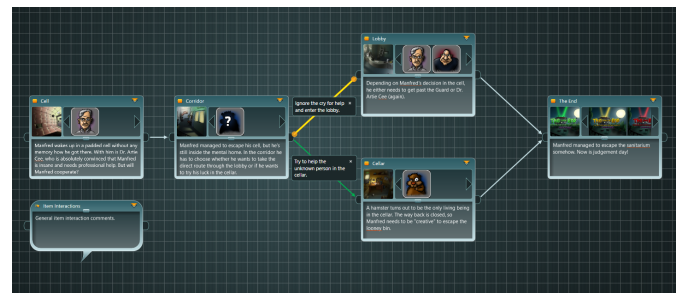 Cell
Manfred wakes up in a padded cell without any
memory how he got there. With him is Dr. Artie
Cee, who is absolutely convinced that Manfred
is insane and needs professional help. But will
Manfred cooperate?
Item Interactions
General item interaction comments.
Corridor
?
Manfred managed to escape his cell, but he's
still inside the mental home. In the corridor he
has to choose whether he wants to take the
direct route through the lobby or if he wants
to try his luck in the cellar.
Ignore the cry for help
and enter the lobby.
Try to help the
unknown person in the
cellar.
Lobby
Depending on Manfred's decision in the cell,
he either needs to get past the Guard or Dr.
Artie Cee (again).
Cellar
A hamster turns out to be the only living being
in the cellar. The way back is closed, so
Manfred needs to be "creative" to escape the
looney bin.
The End
Manfred managed to escape the sanitarium
somehow. Now is judgement day!